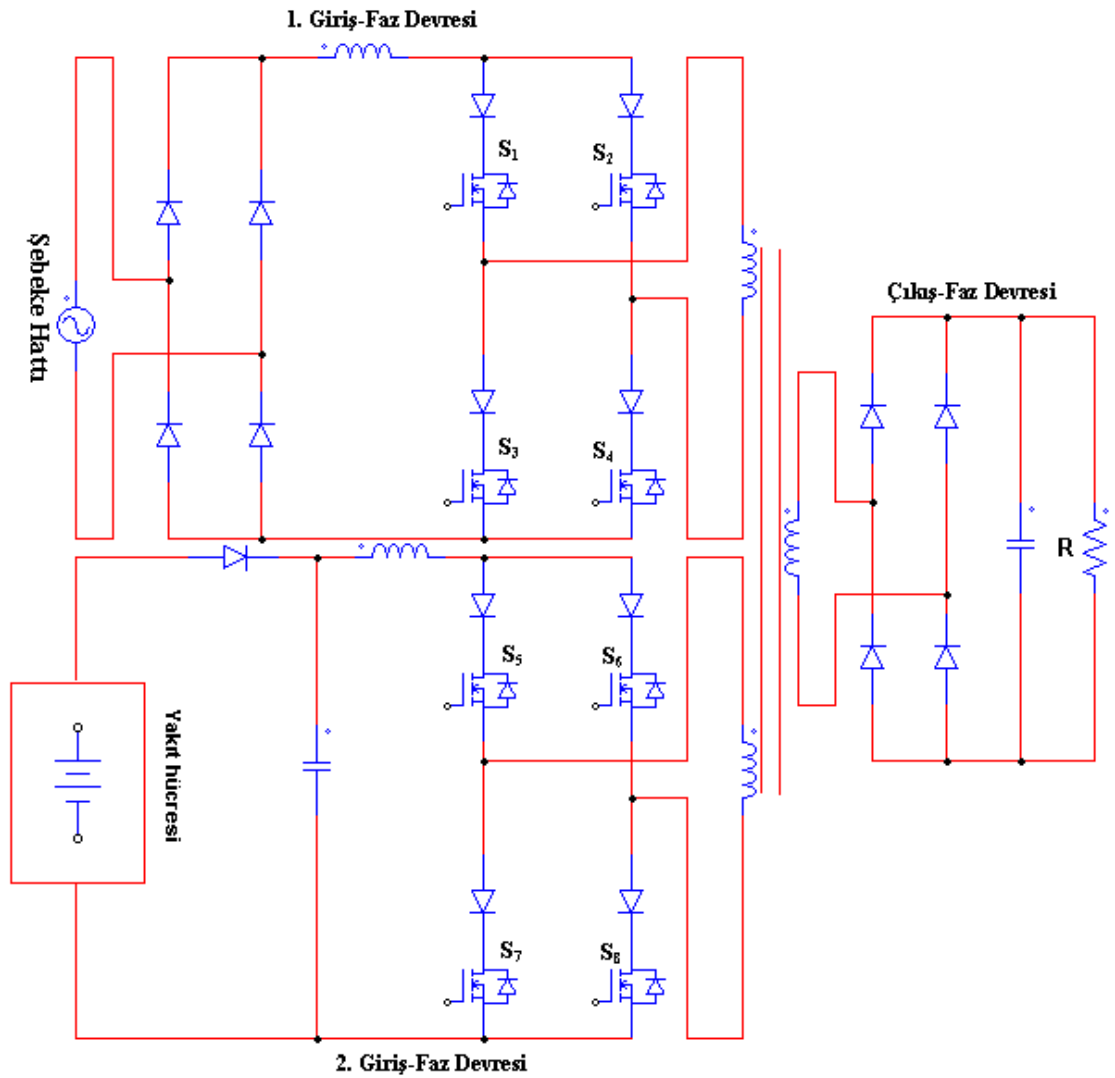 1. Giriş-Faz Devresi
S₁
S₂
Şebeke Hattı
Çıkış-Faz Devresi
S₃
S₄
R
S₅
S₆
Yakıt hücresi
S₇
S₈
2. Giriş-Faz Devresi